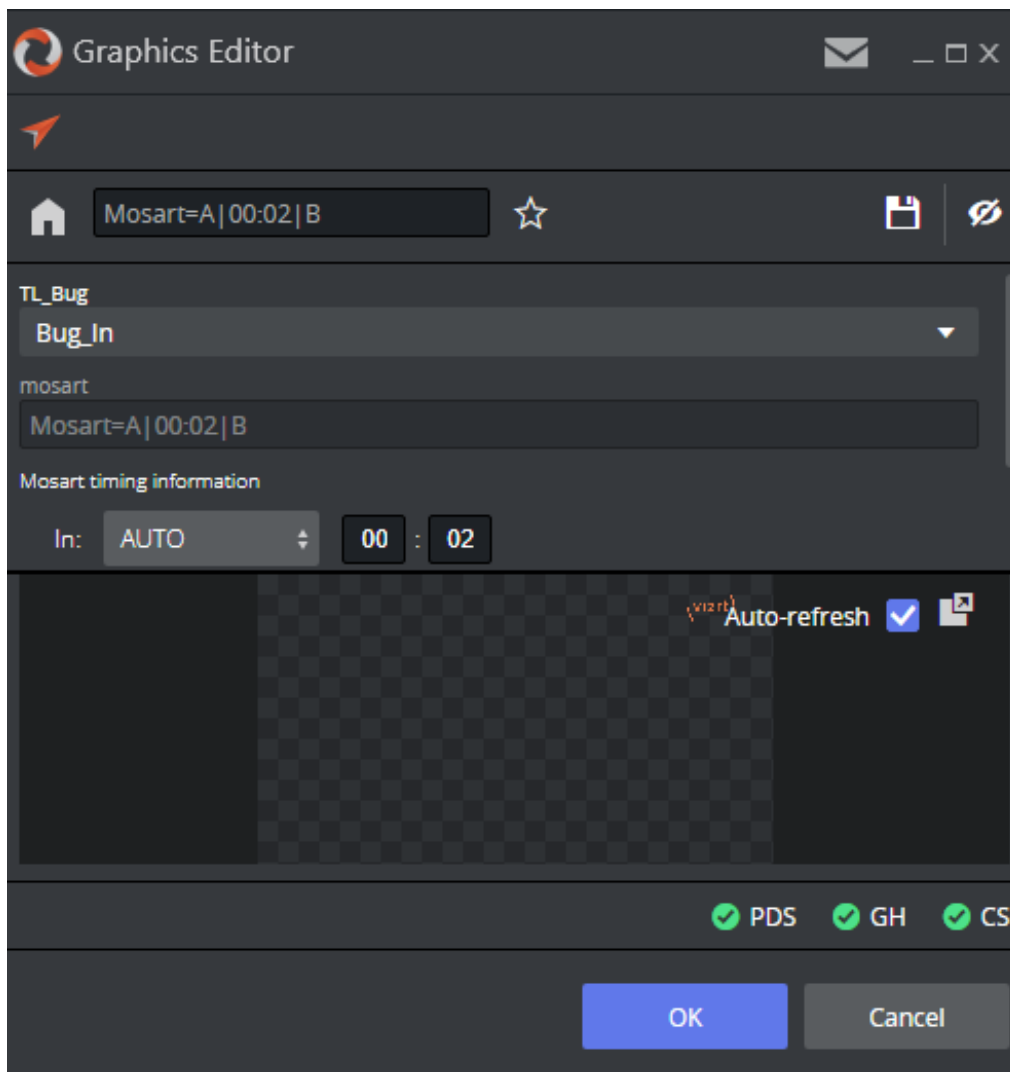 Graphics Editor
Mosart=A|00:02|B
TL_Bug
Bug_In
mosart
Mosart=A|00:02|B
Mosart timing information
In: AUTO 00 : 02
vizrt Auto-refresh
PDS GH CS
OK Cancel